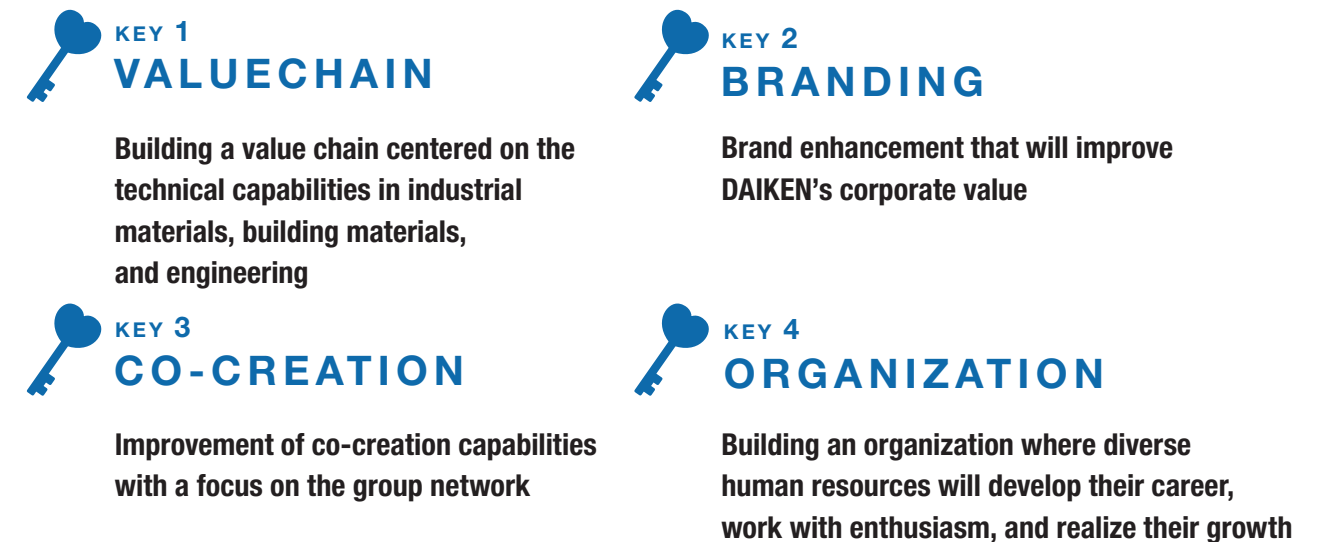 KEY 1
VALUECHAIN
Building a value chain centered on the
technical capabilities in industrial
materials, building materials,
and engineering
KEY 2
BRANDING
Brand enhancement that will improve
DAIKEN’s corporate value
KEY 3
CO-CREATION
Improvement of co-creation capabilities
with a focus on the group network
KEY 4
ORGANIZATION
Building an organization where diverse
human resources will develop their career,
work with enthusiasm, and realize their growth